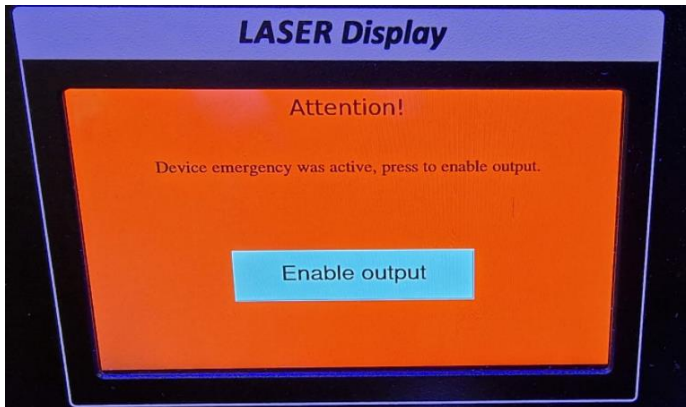 LASER Display
Attention!
Device emergency was active, press to enable output.
Enable output